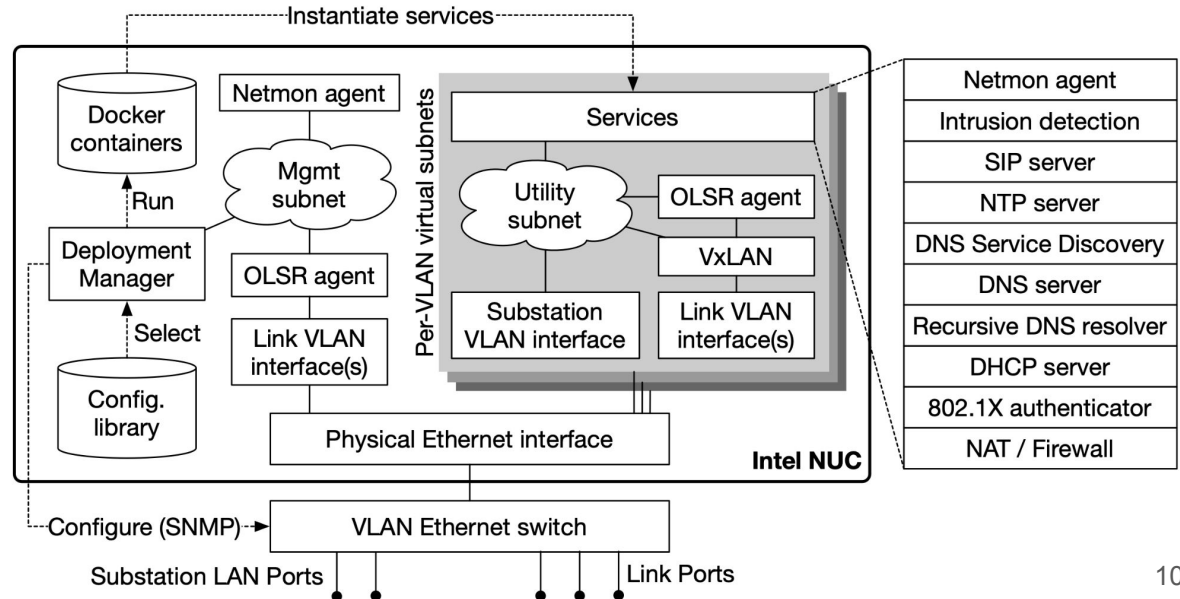 Instantiate services
Docker
containers
Netmon agent
Mgmt
subnet
Run
Deployment
Manager
OLSR agent
Select
Link VLAN
interface(s)
Config.
library
Per-VLAN virtual subnets
Services
Utility
subnet
OLSR agent
VxLAN
Substation
VLAN interface
Link VLAN
interface(s)
Physical Ethernet interface
Intel NUC
Netmon agent
Intrusion detection
SIP server
NTP server
DNS Service Discovery
DNS server
Recursive DNS resolver
DHCP server
802.1X authenticator
NAT / Firewall
Configure (SNMP)
VLAN Ethernet switch
Substation LAN Ports
Link Ports
10